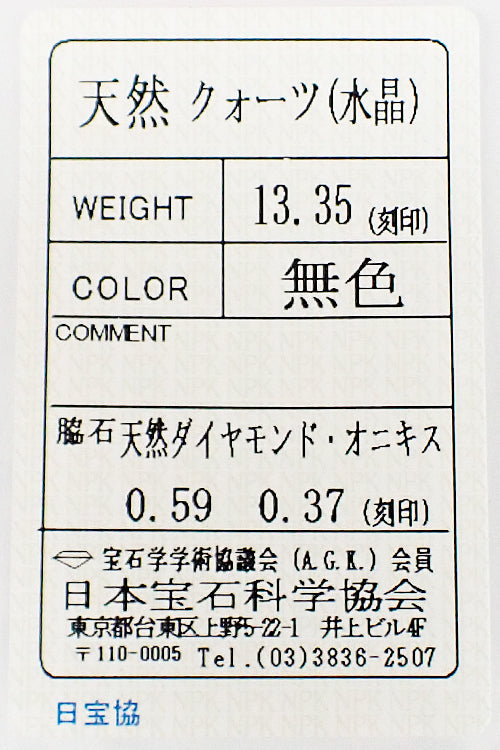 天然 クォーツ(水晶)
WEIGHT 13.35 (刻印)
COLOR 無色
COMMENT
脇石 天然ダイヤモンド・オニキス
0.59 0.37 (刻印)
宝石学学術協議会 (A.G.K.) 会員
日本宝石科学協会
東京都台東区上野5-22-1 井上ビル4F
〒110-0005 Tel.(03)3836-2507
日宝協